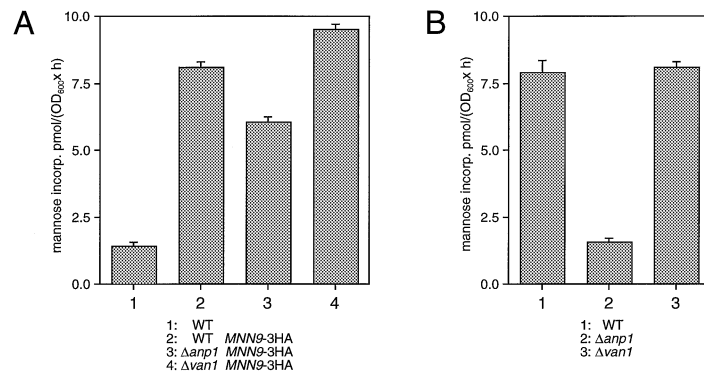 A
mannose incorp. pmol/(OD600x h)
10.0
7.5
5.0
2.5
0.0
1 2 3 4
1: WT
2: WT MNN9-3HA
3: Δanp1 MNN9-3HA
4: Δvan1 MNN9-3HA
B
mannose incorp. pmol/(OD600x h)
10.0
7.5
5.0
2.5
0.0
1 2 3
1: WT
2: Δanp1
3: Δvan1